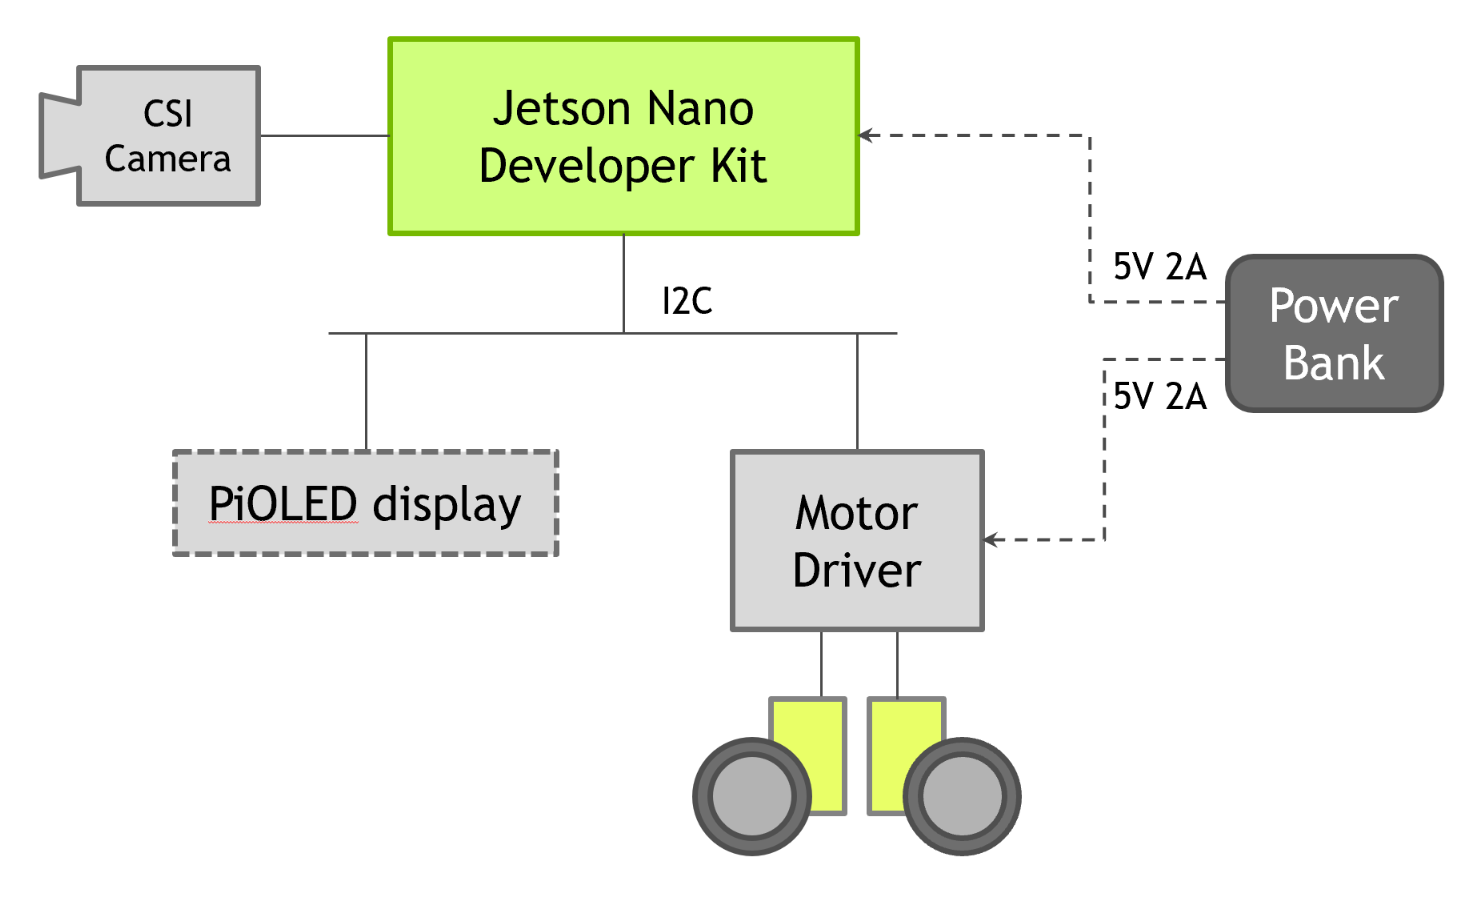 CSI
Camera
Jetson Nano
Developer Kit
I2C
5V 2A
Power
Bank
5V 2A
PiOLED display
Motor
Driver